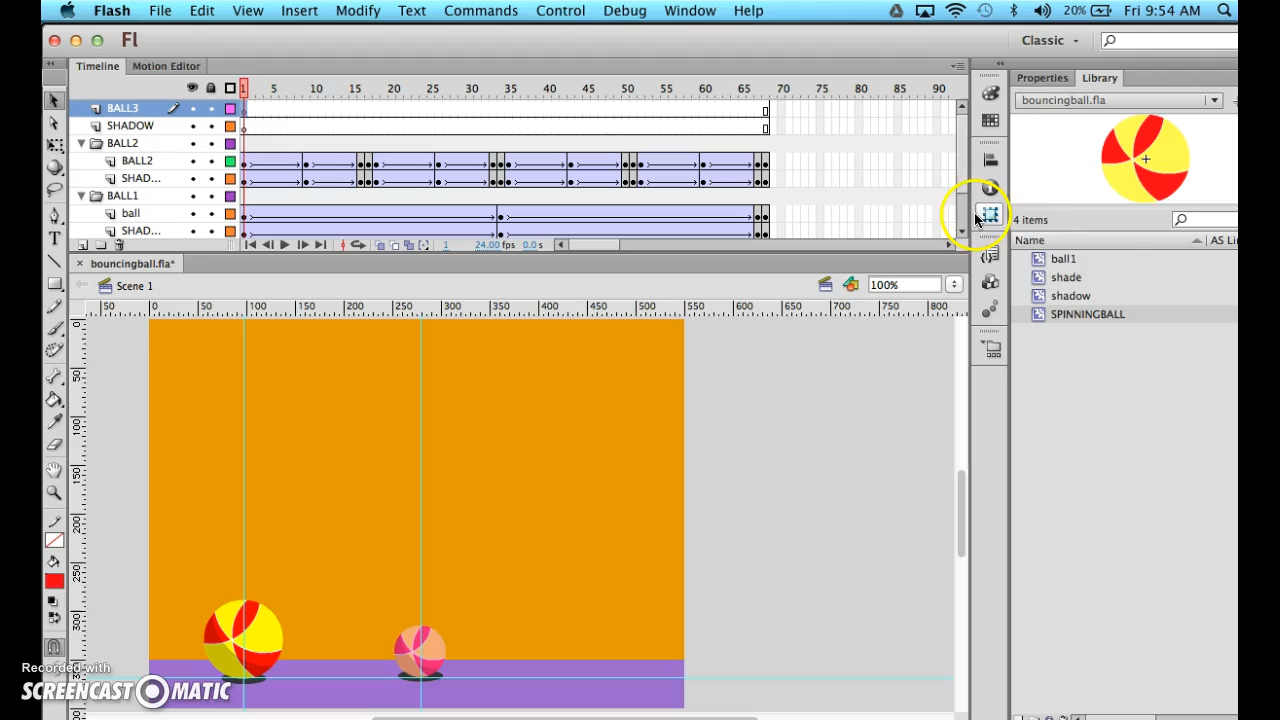 Flash File Edit View Insert Modify Text Commands Control Debug Window Help 20% Fri 9:54 AM
Fl Classic
Timeline Motion Editor Properties Library
1 5 10 15 20 25 30 35 40 45 50 55 60 65 70 75 80 85 90
bouncingball.fla
BALL3
SHADOW
BALL2
BALL2
SHAD...
BALL1
ball
SHAD...
4 items
Name AS Li
ball1
shade
shadow
SPINNINGBALL
1 24.00 fps 0.0 s
bouncingball.fla*
Scene 1 100%
50 0 50 100 150 200 250 300 350 400 450 500 550 600 650 700 750 800
0
50
100
150
200
250
300
Recorded with
SCREENCAST O MATIC